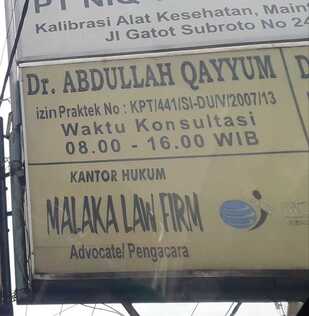 PT NIQ
Kalibrasi Alat Kesehatan, Main
Jl Gatot Subroto No 24
Dr. ABDULLAH QAYYUM
izin Praktek No : KPT/441/SI-DU/V/2007/13
Waktu Konsultasi
08.00 - 16.00 WIB
KANTOR HUKUM
MALAKA LAW FIRM
Advocate/ Pengacara